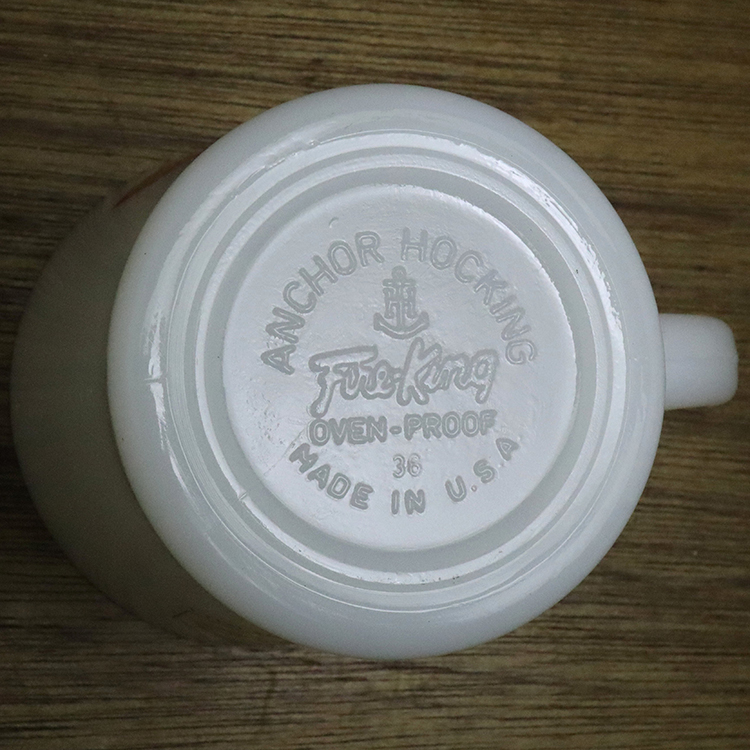 ANCHOR HOCKING
Fire-King
OVEN-PROOF
36
MADE IN U.S.A